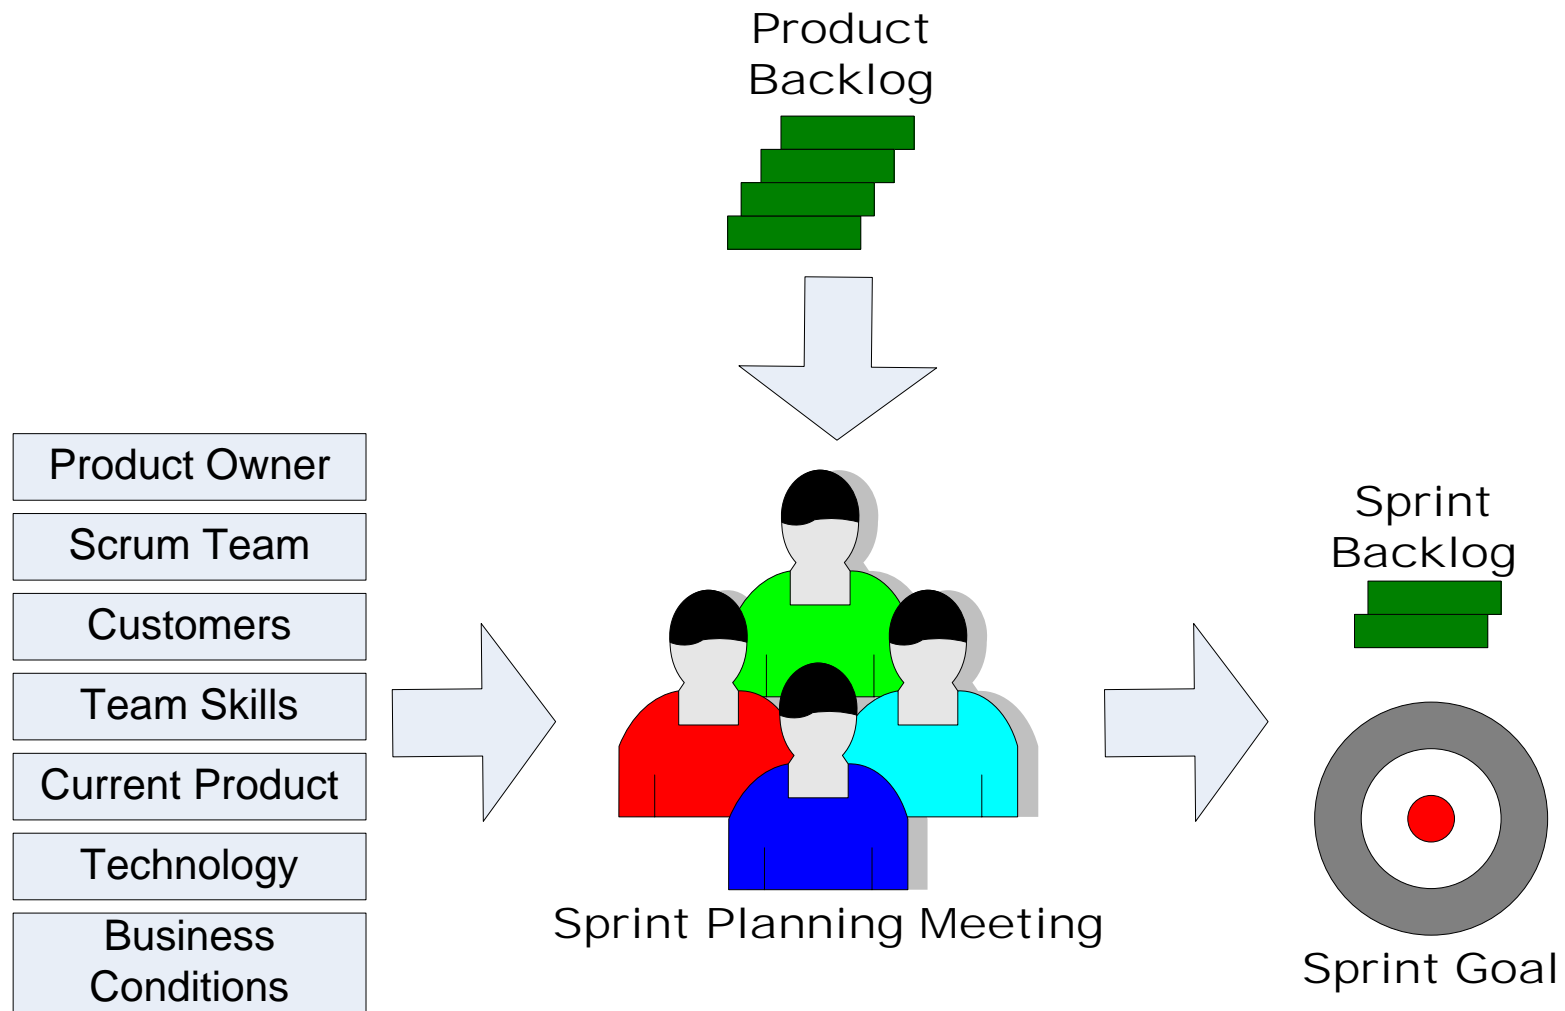 Product
Backlog
Product Owner
Scrum Team
Customers
Team Skills
Current Product
Technology
Business
Conditions
Sprint Planning Meeting
Sprint
Backlog
Sprint Goal